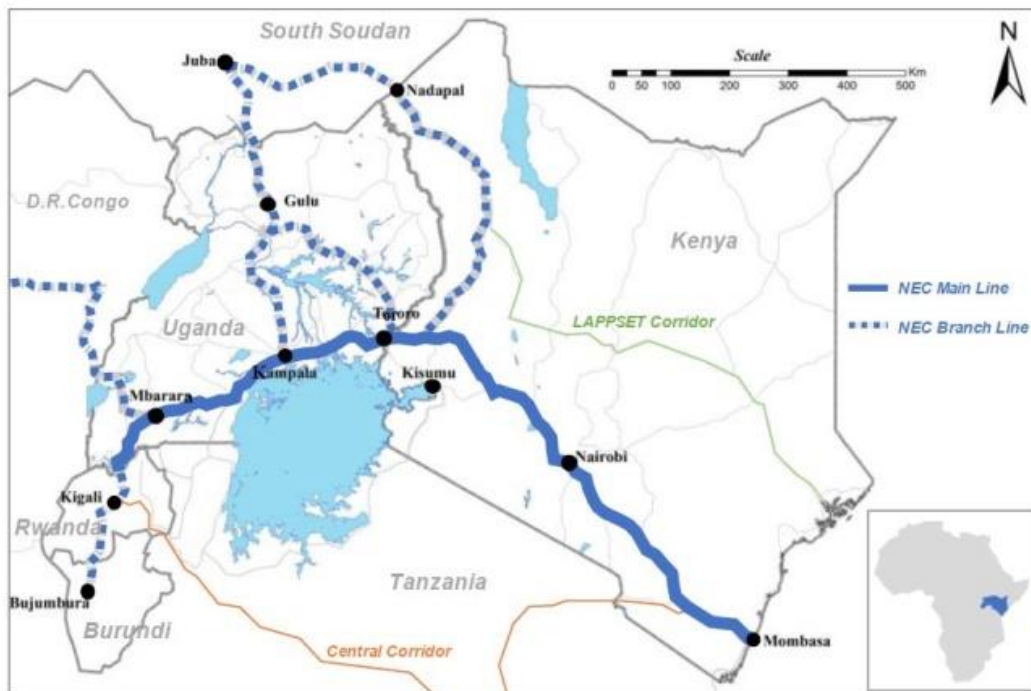 South Soudan
N
Juba
Scale
Km
0 50 100 200 300 400 500
Nadapal
D.R.Congo
Gulu
Kenya
NEC Main Line
Uganda
Tororo
LAPPSET Corridor
NEC Branch Line
Kampala
Kisumu
Mbarara
Nairobi
Kigali
Rwanda
Tanzania
Bujumbura
Burundi
Central Corridor
Mombasa